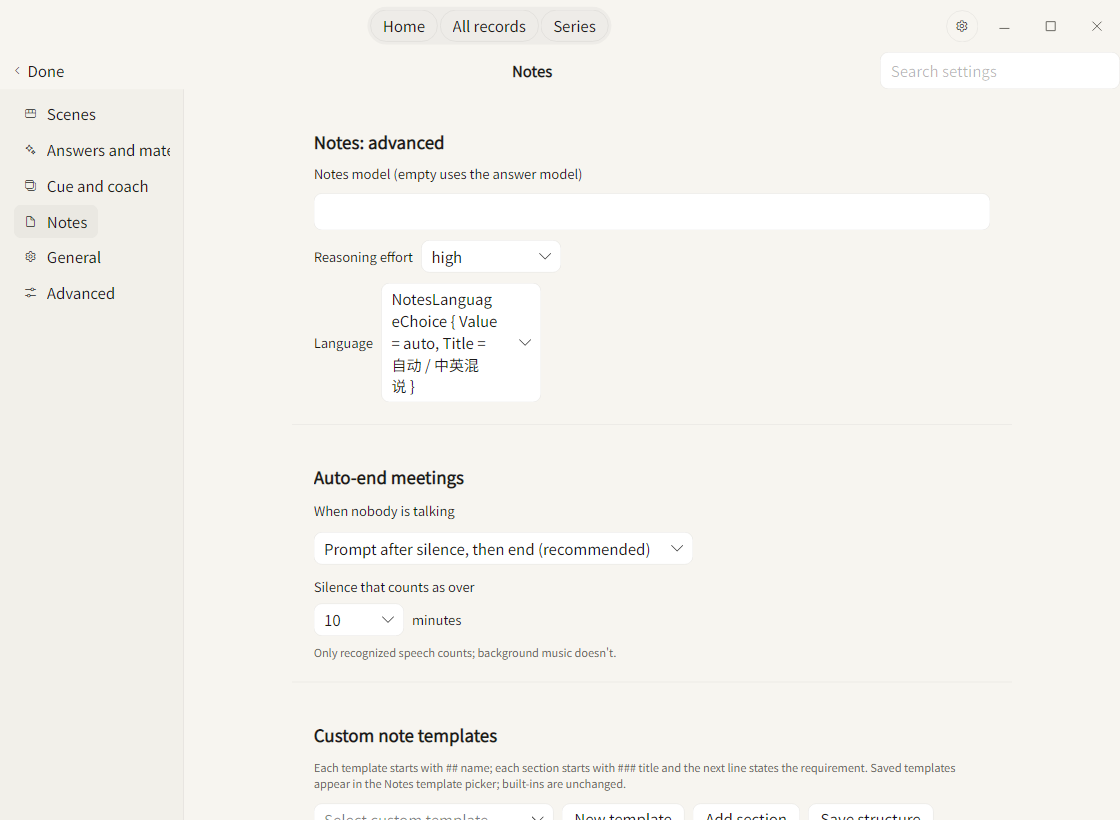 Home
All records
Series
Done
Notes
Search settings
Scenes
Answers and mate
Cue and coach
Notes
General
Advanced
Notes: advanced
Notes model (empty uses the answer model)
Reasoning effort
high
Language
NotesLanguag
eChoice { Value
= auto, Title =
自动 / 中英混
说 }
Auto-end meetings
When nobody is talking
Prompt after silence, then end (recommended)
Silence that counts as over
10
minutes
Only recognized speech counts; background music doesn't.
Custom note templates
Each template starts with ## name; each section starts with ### title and the next line states the requirement. Saved templates
appear in the Notes template picker; built-ins are unchanged.
Select custom template
New template
Add section
Save structure